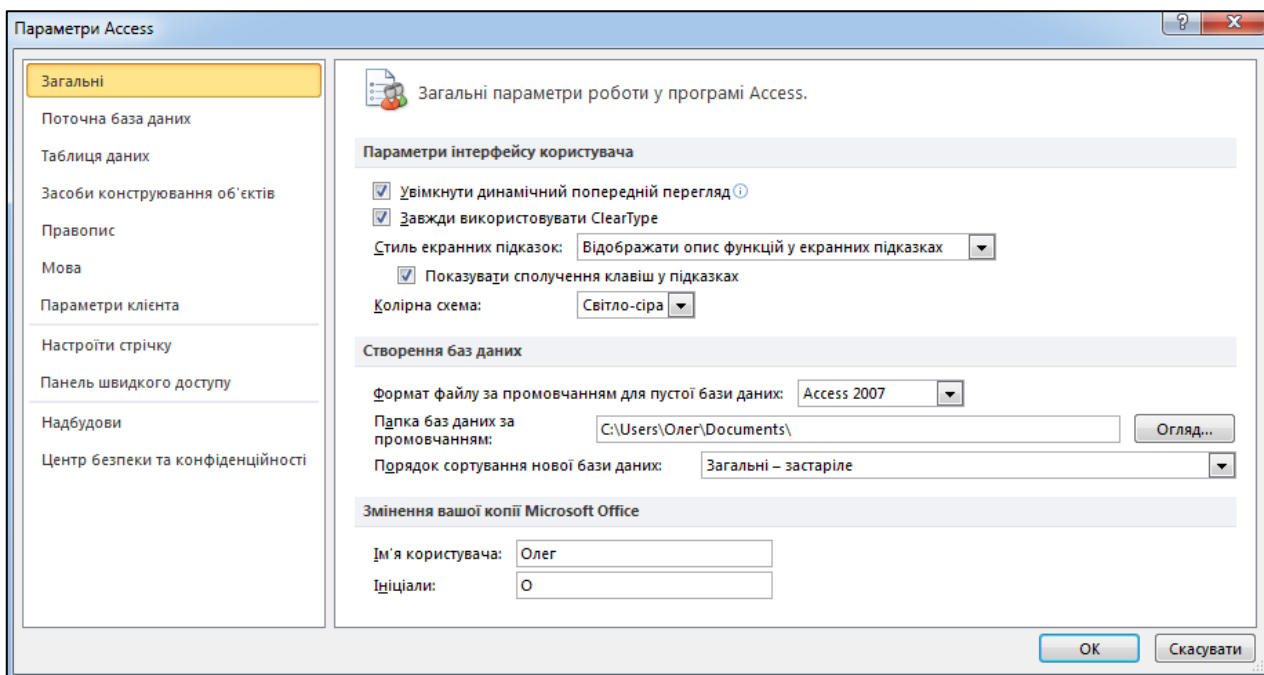 Параметри Access
Загальні
Поточна база даних
Таблиця даних
Засоби конструювання об'єктів
Правопис
Мова
Параметри клієнта
Настроїти стрічку
Панель швидкого доступу
Надбудови
Центр безпеки та конфіденційності
Загальні параметри роботи у програмі Access.
Параметри інтерфейсу користувача
Увімкнути динамічний попередній перегляд
Завжди використовувати ClearType
Стиль екранних підказок: Відображати опис функцій у екранних підказках
Показувати сполучення клавіш у підказках
Колірна схема: Світло-сіра
Створення баз даних
Формат файлу за промовчанням для пустої бази даних: Access 2007
Папка баз даних за
промовчанням: C:\Users\Олег\Documents\ Огляд...
Порядок сортування нової бази даних: Загальні – застаріле
Змінення вашої копії Microsoft Office
Ім'я користувача: Олег
Ініціали: О
ОК Скасувати